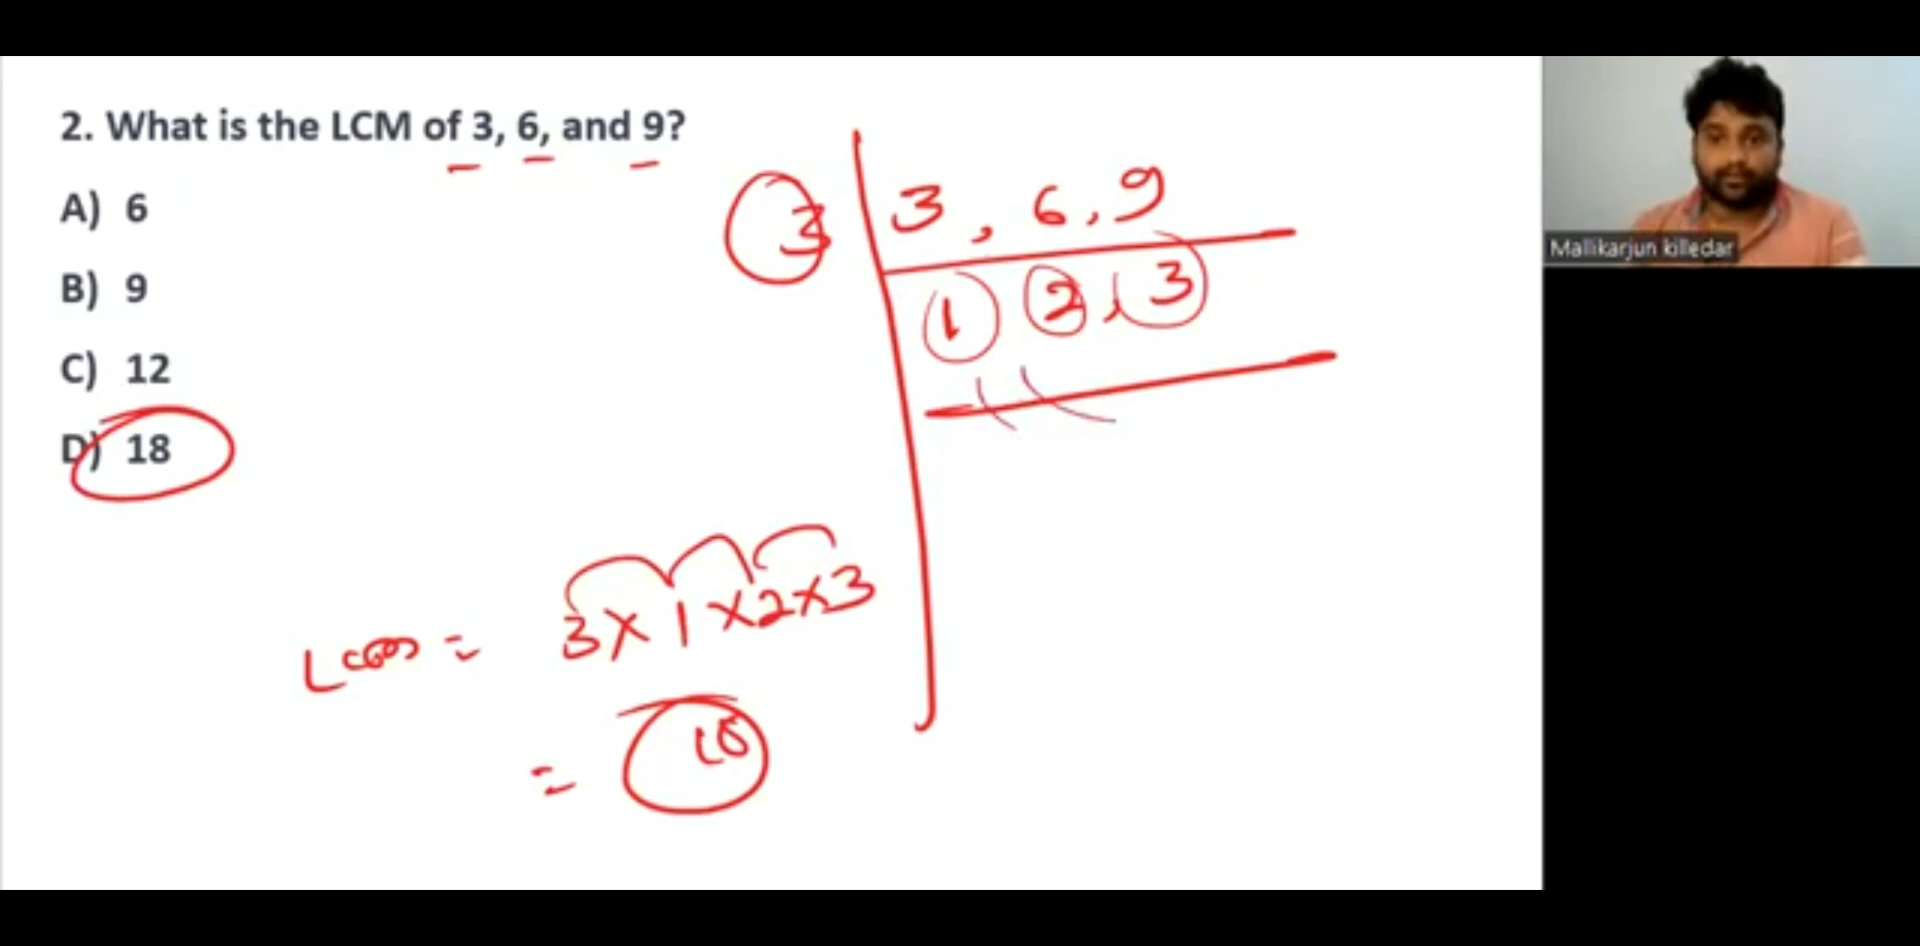 2. What is the LCM of 3, 6, and 9?
A) 6
B) 9
C) 12
D) 18
3 3, 6, 9
1 2, 3
LCM = 3 X 1 X 2 X 3
= 18
Mallikarjun killedar